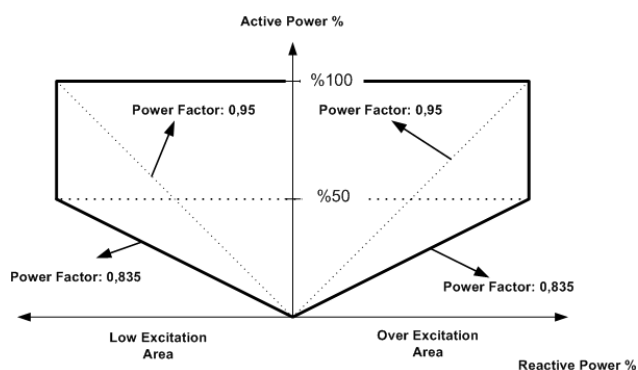 Active Power %
%100
Power Factor: 0,95
Power Factor: 0,95
%50
Power Factor: 0,835
Power Factor: 0,835
Low Excitation
Area
Over Excitation
Area
Reactive Power %